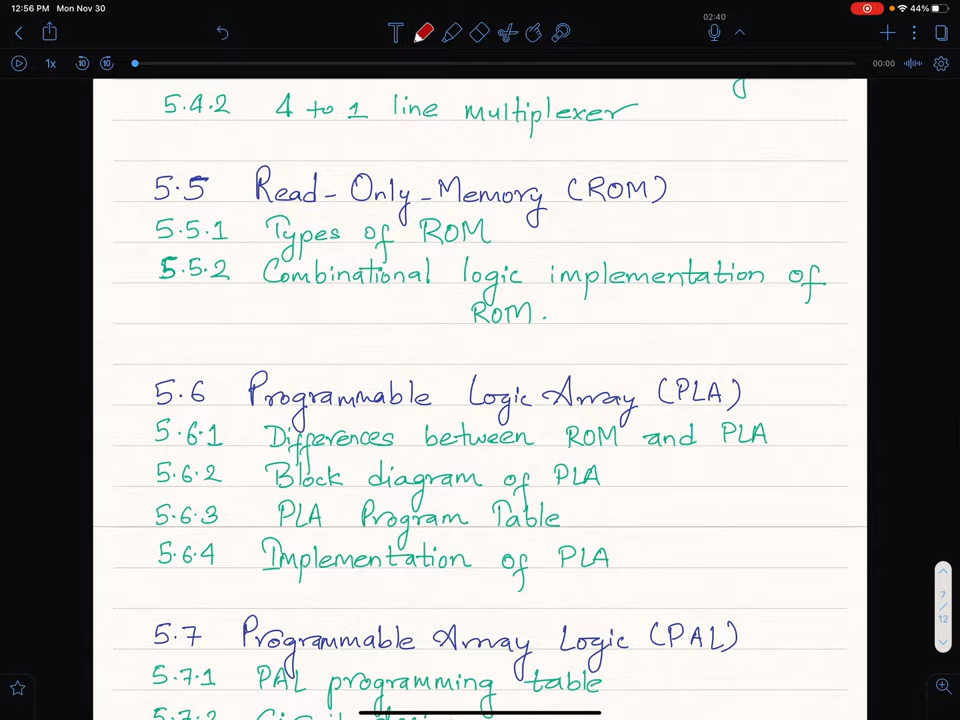 12:56 PM Mon Nov 30
44%
02:40
1x
10
10
00:00
5.4.2 4 to 1 line multiplexer
5.5 Read-Only-Memory (ROM)
5.5.1 Types of ROM
5.5.2 Combinational logic implementation of
ROM.
5.6 Programmable Logic Array (PLA)
5.6.1 Differences between ROM and PLA
5.6.2 Block diagram of PLA
5.6.3 PLA Program Table
5.6.4 Implementation of PLA
7
/
12
5.7 Programmable Array Logic (PAL)
5.7.1 PAL programming table